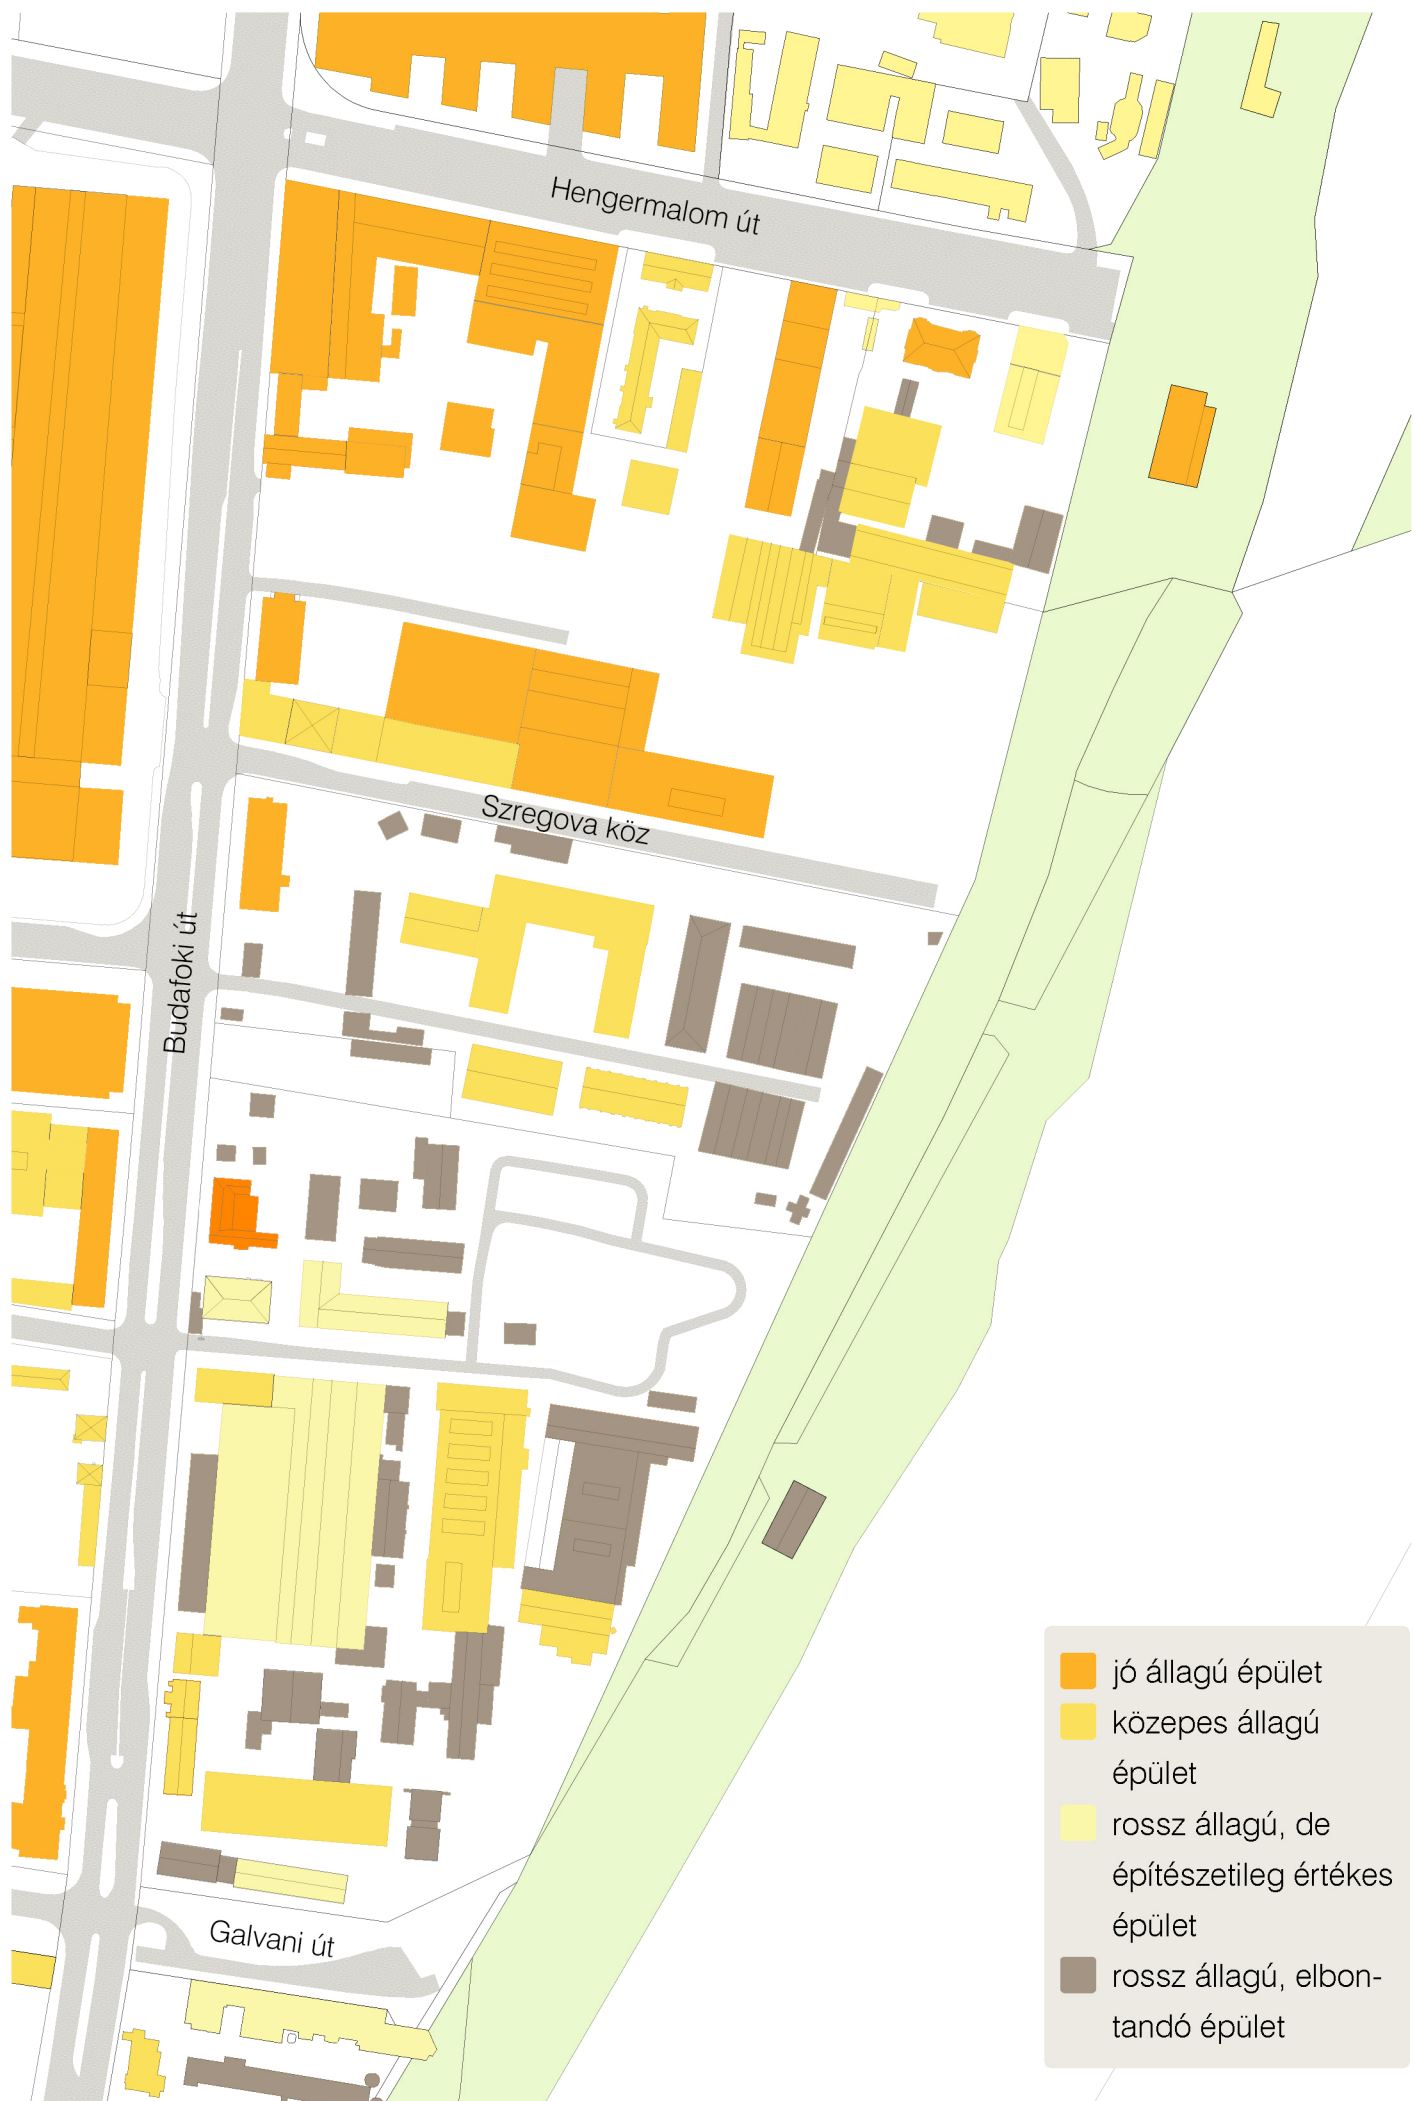 Hengermalom út
Szregova köz
Budafoki út
Galvani út
jó állagú épület
közepes állagú
épület
rossz állagú, de
építészetileg értékes
épület
rossz állagú, elbon-
tandó épület